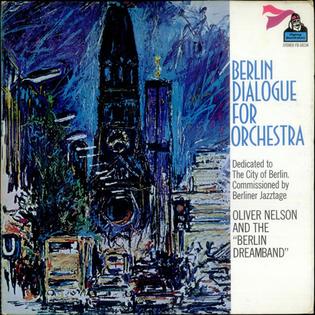 BERLIN
DIALOGUE
FOR
ORCHESTRA
Dedicated to
The City of Berlin.
Commissioned by
Berliner Jazztage
OLIVER NELSON
AND THE
"BERLIN
DREAMBAND"